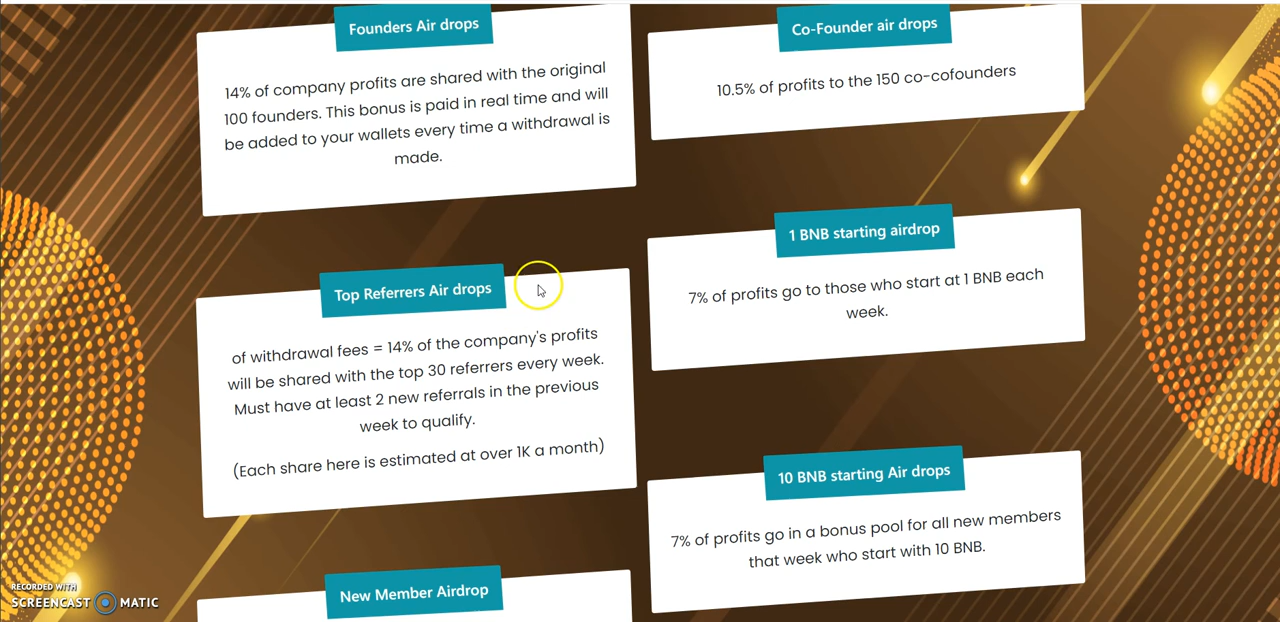 Founders Air drops
14% of company profits are shared with the original
100 founders. This bonus is paid in real time and will
be added to your wallets every time a withdrawal is
made.
Co-Founder air drops
10.5% of profits to the 150 co-cofounders
1 BNB starting airdrop
7% of profits go to those who start at 1 BNB each
week.
Top Referrers Air drops
of withdrawal fees = 14% of the company's profits
will be shared with the top 30 referrers every week.
Must have at least 2 new referrals in the previous
week to qualify.
(Each share here is estimated at over 1K a month)
10 BNB starting Air drops
7% of profits go in a bonus pool for all new members
that week who start with 10 BNB.
New Member Airdrop
RECORDED WITH
SCREENCAST MATIC